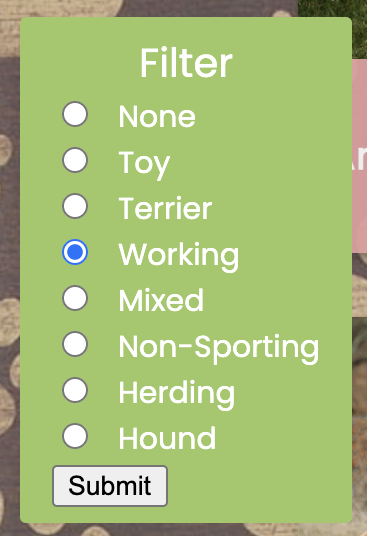 Filter
None
Toy
Terrier
Working
Mixed
Non-Sporting
Herding
Hound
Submit